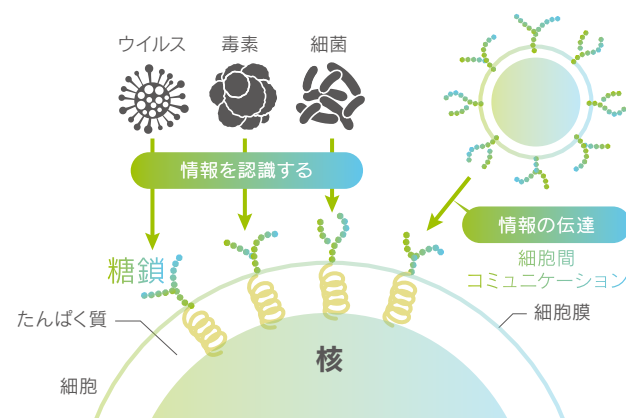 ウイルス
毒素
細菌
情報を認識する
情報の伝達
細胞間
コミュニケーション
糖鎖
たんぱく質
細胞膜
核
細胞